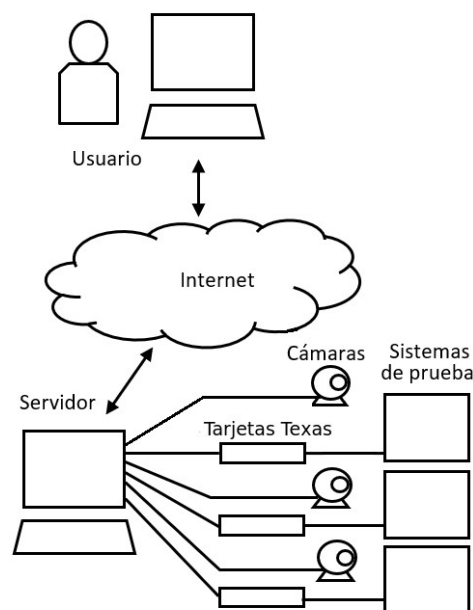 Usuario
Internet
Cámaras
Sistemas
de prueba
Servidor
Tarjetas Texas